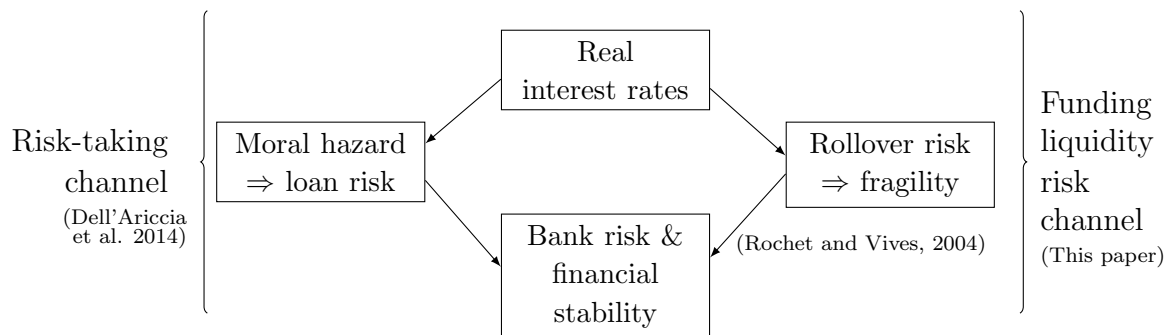 Real
interest rates
Risk-taking
channel
(Dell'Ariccia
et al. 2014)
Moral hazard
⇒ loan risk
Rollover risk
⇒ fragility
Funding
liquidity
risk
channel
(This paper)
Bank risk &
financial
stability
(Rochet and Vives, 2004)